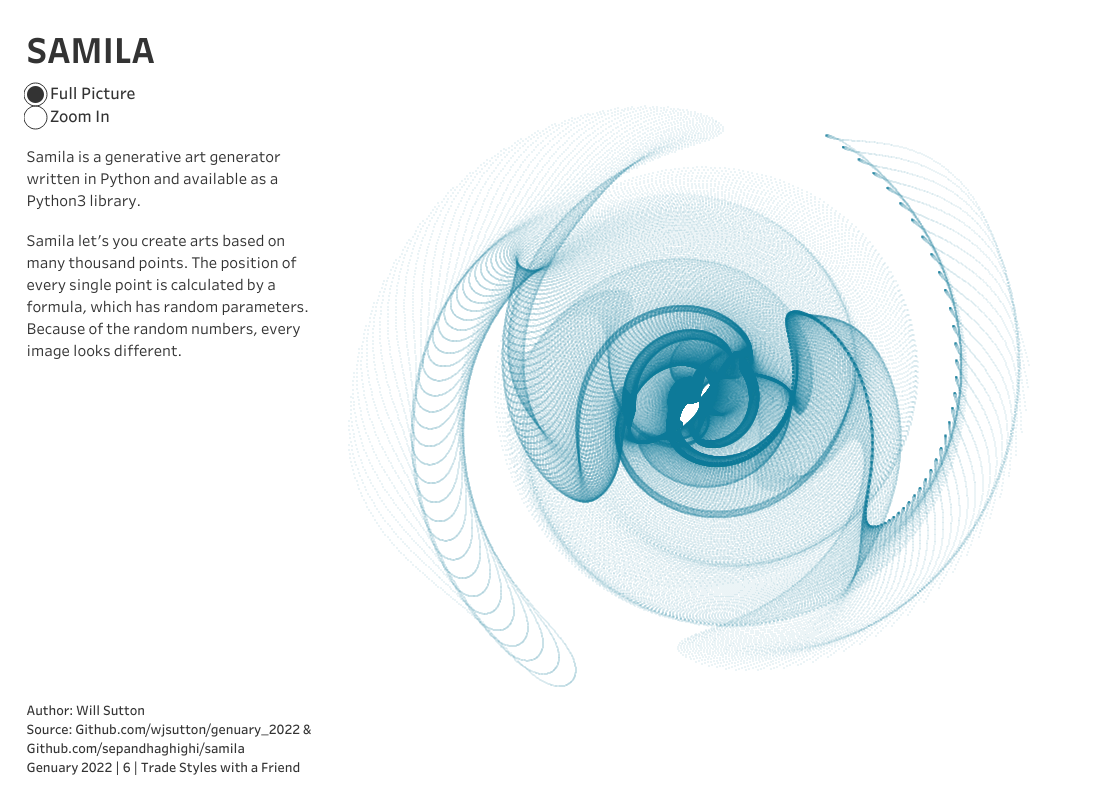 SAMILA
Full Picture
Zoom In
Samila is a generative art generator
written in Python and available as a
Python3 library.
Samila let’s you create arts based on
many thousand points. The position of
every single point is calculated by a
formula, which has random parameters.
Because of the random numbers, every
image looks different.
Author: Will Sutton
Source: Github.com/wjsutton/genuary_2022 &
Github.com/sepandhaghighi/samila
Genuary 2022 | 6 | Trade Styles with a Friend